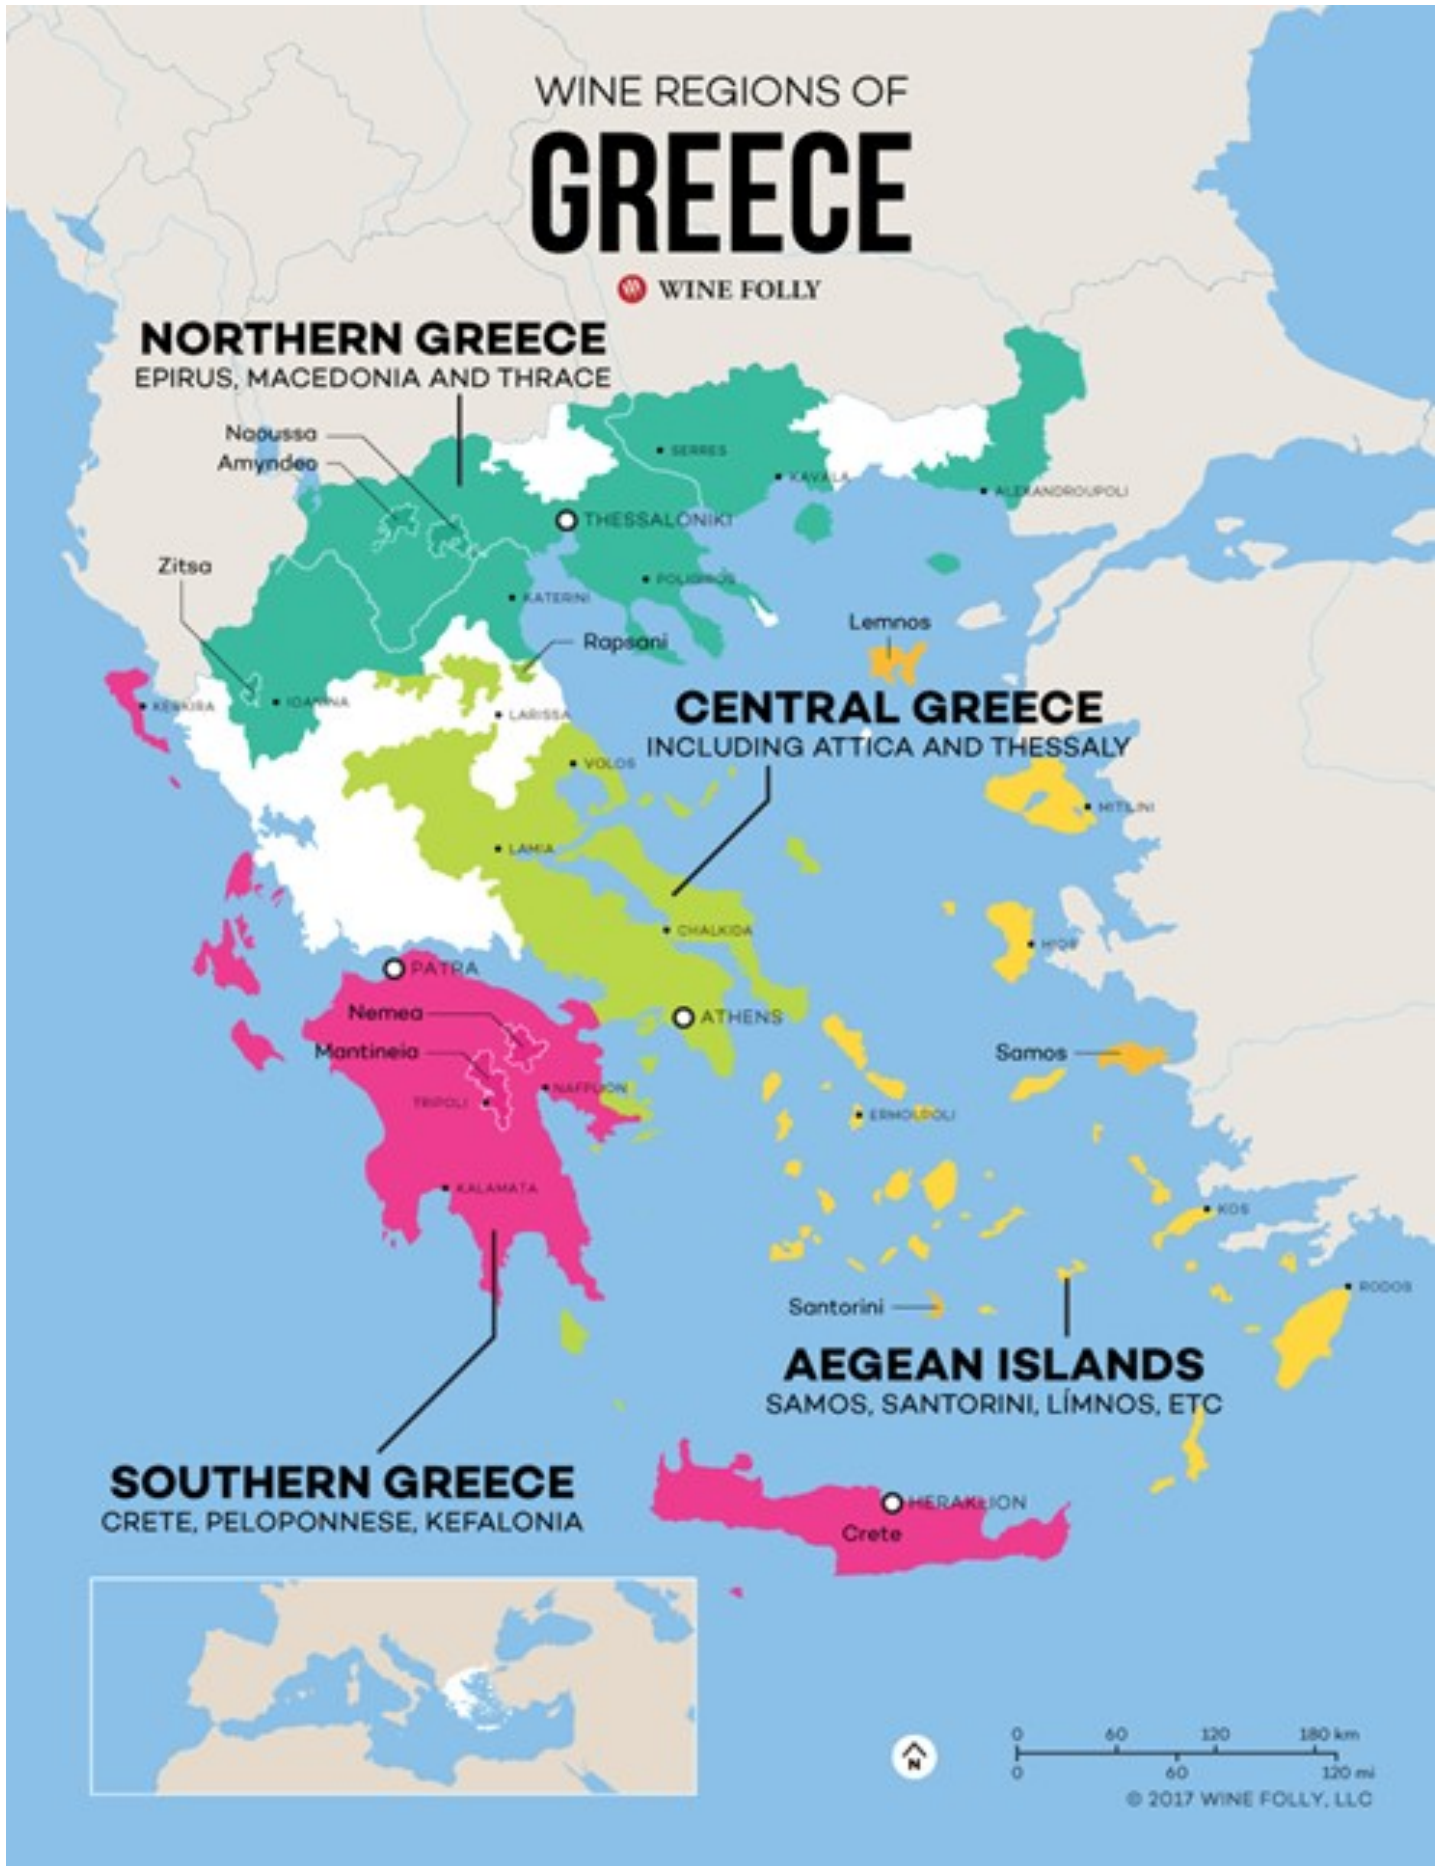 WINE REGIONS OF
GREECE
WINE FOLLY
NORTHERN GREECE
EPIRUS, MACEDONIA AND THRACE
Naoussa
Amyndeo
SERRES
KAVALA
ALEXANDROUPOLI
THESSALONIKI
Zitsa
POLIGIROS
KATERINI
Lemnos
Rapsani
KERKIRA
IOANINA
LARISSA
CENTRAL GREECE
INCLUDING ATTICA AND THESSALY
VOLOS
MITILINI
LAMIA
CHALKIDA
HIOS
PATRA
Nemea
ATHENS
Mantineia
Samos
NAFPLION
TRIPOLI
ERMOUPOLI
KALAMATA
KOS
RODOS
Santorini
AEGEAN ISLANDS
SAMOS, SANTORINI, LÍMNOS, ETC
SOUTHERN GREECE
CRETE, PELOPONNESE, KEFALONIA
HERAKLION
Crete
N
0 60 120 180 km
0 60 120 mi
© 2017 WINE FOLLY, LLC